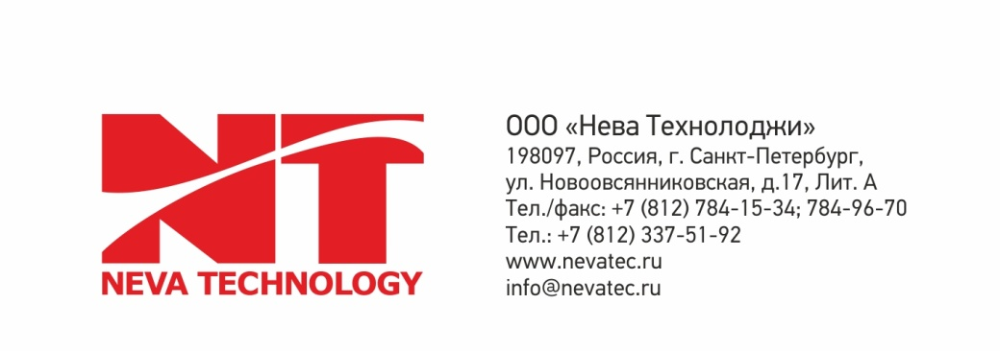 NT
NEVA TECHNOLOGY
ООО «Нева Технолоджи»
198097, Россия, г. Санкт-Петербург,
ул. Новоовсянниковская, д.17, Лит. А
Тел./факс: +7 (812) 784-15-34; 784-96-70
Тел.: +7 (812) 337-51-92
www.nevatec.ru
info@nevatec.ru